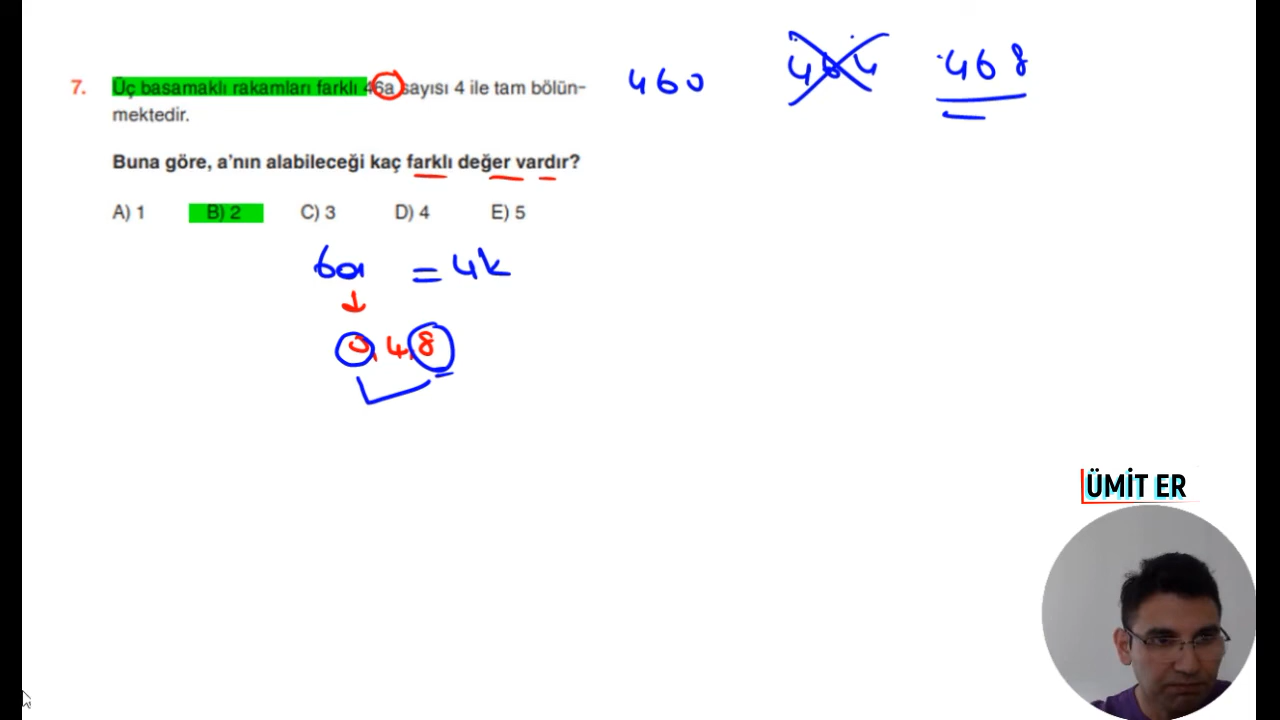 7. Üç basamaklı rakamları farklı 46a sayısı 4 ile tam bölün-
mektedir.
Buna göre, a'nın alabileceği kaç farklı değer vardır?
A) 1 B) 2 C) 3 D) 4 E) 5
460 464 468
6a = 4k
0, 4, 8
ÜMİT ER